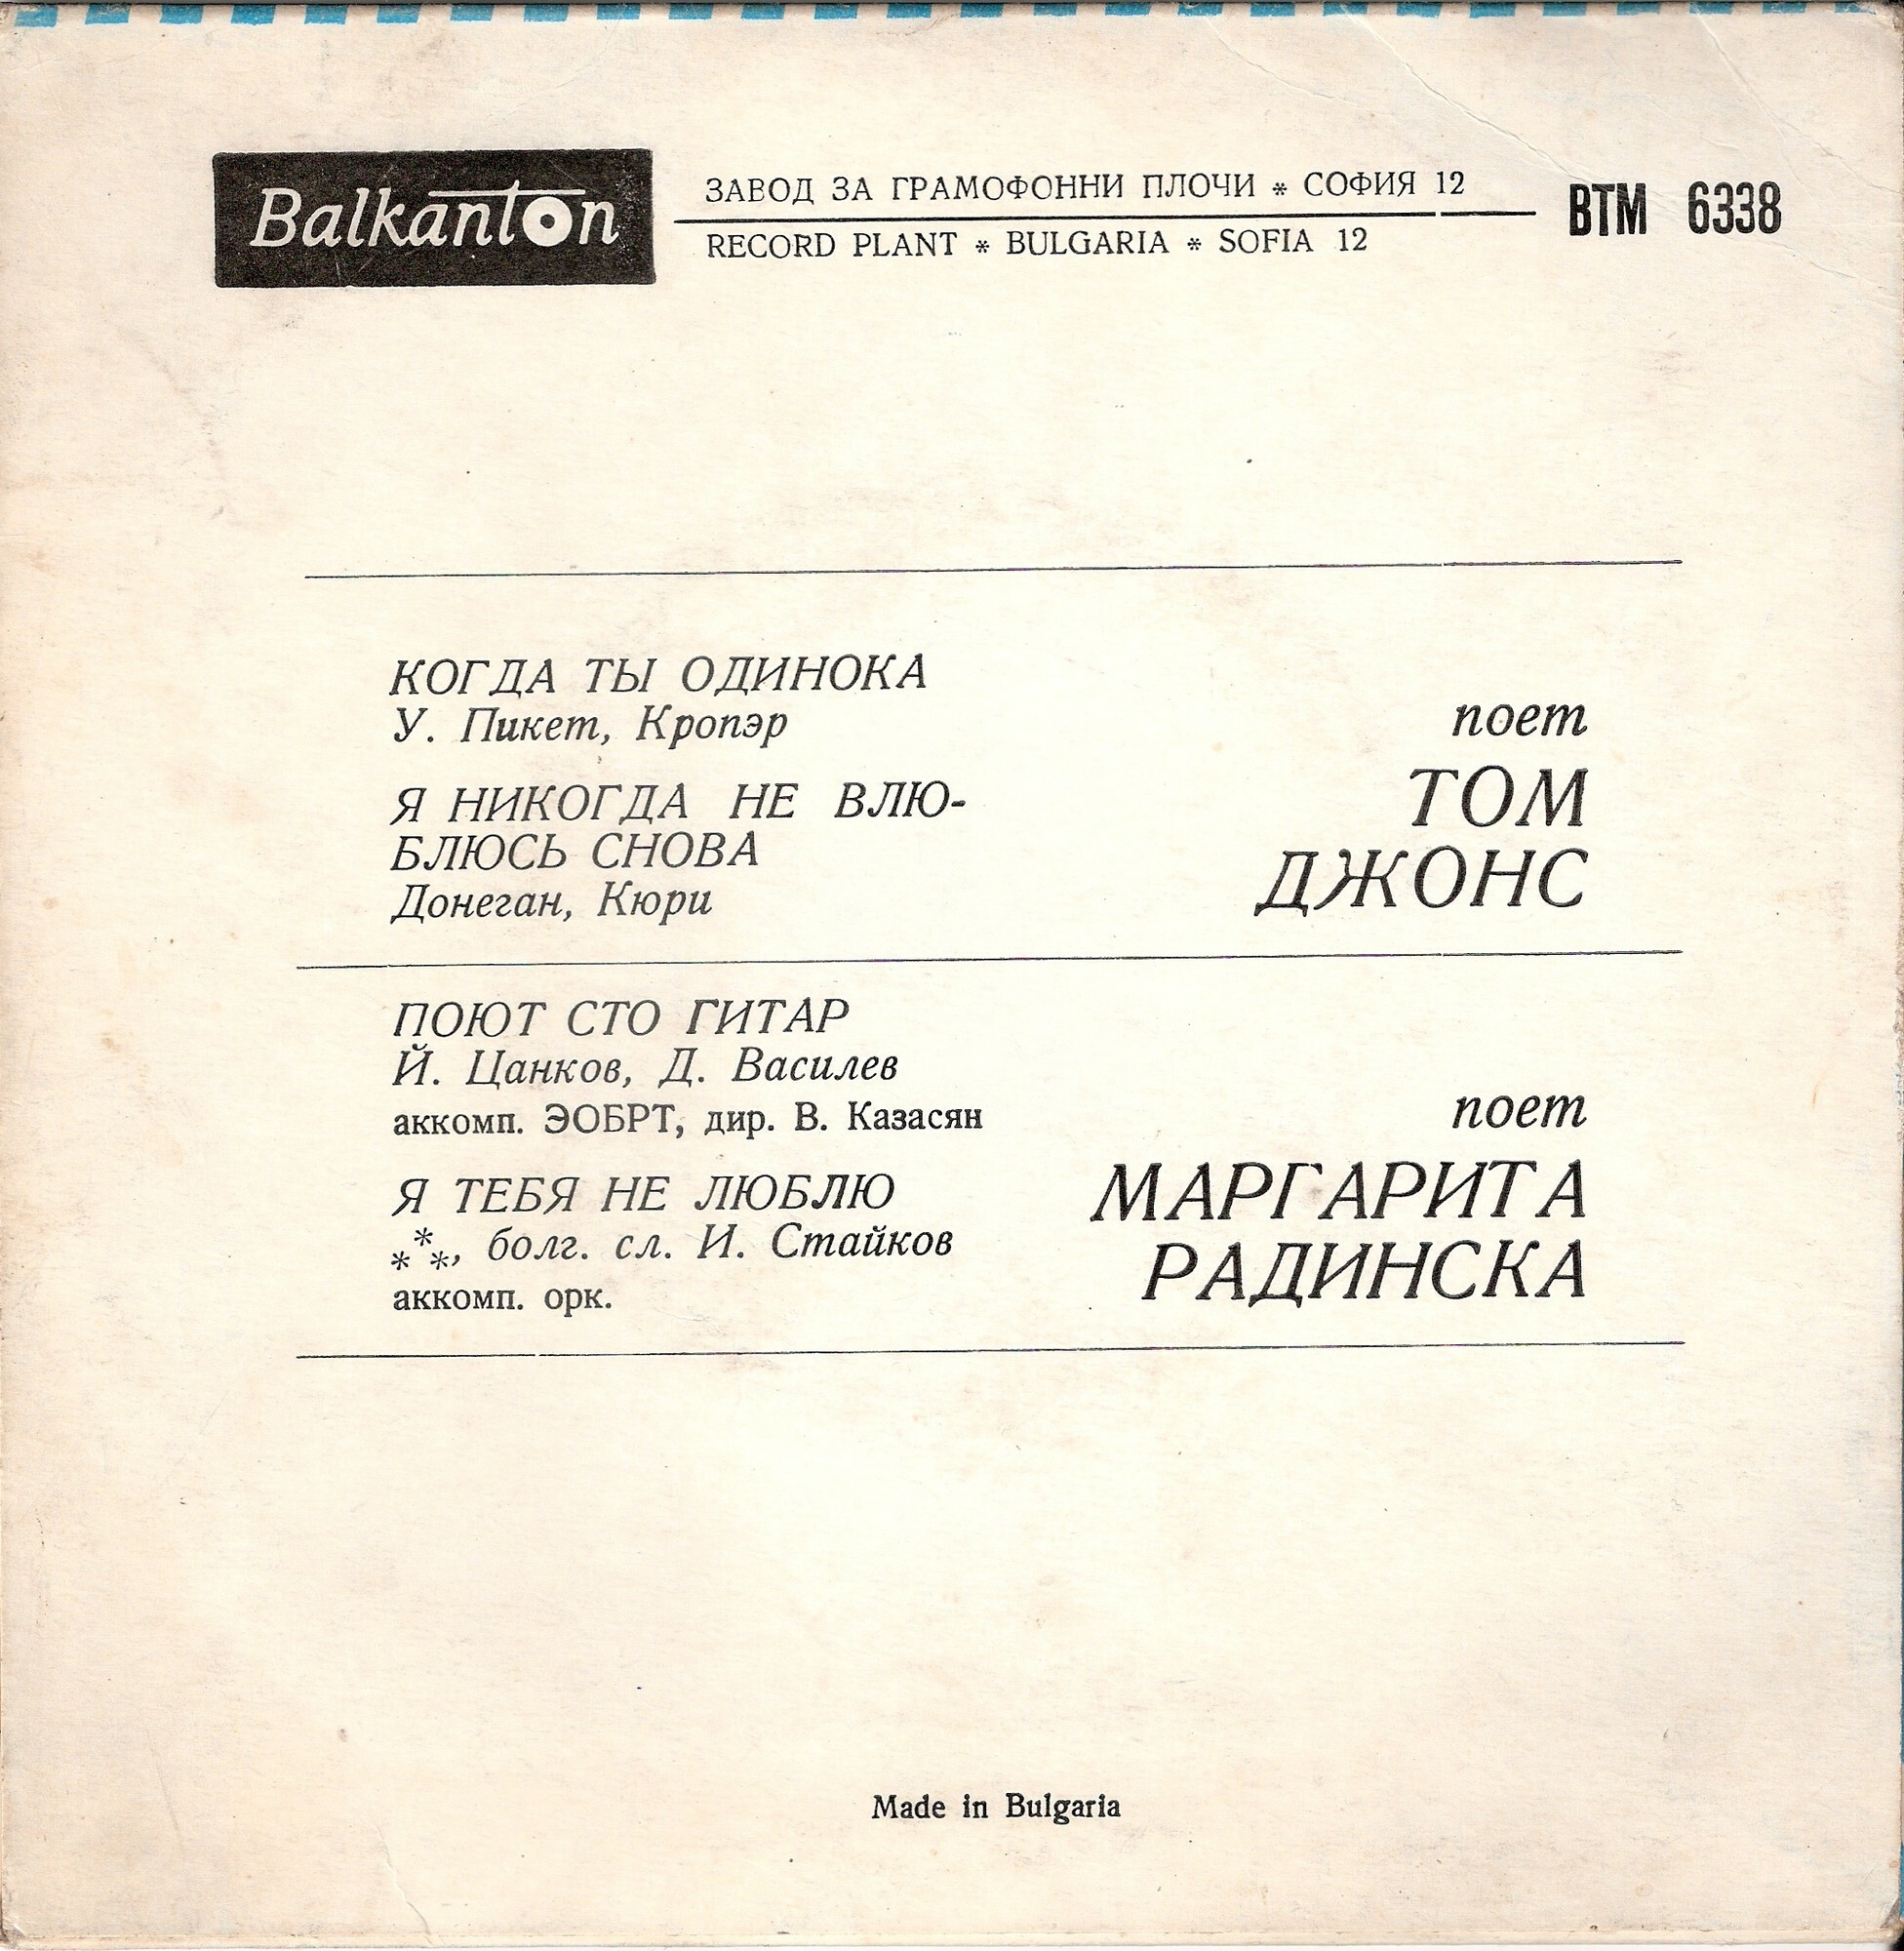 Balkanton
ЗАВОД ЗА ГРАМОФОННИ ПЛОЧИ * СОФИЯ 12
RECORD PLANT * BULGARIA * SOFIA 12
ВТМ 6338
КОГДА ТЫ ОДИНОКА
У. Пикет, Кропэр
Я НИКОГДА НЕ ВЛЮ-
БЛЮСЬ СНОВА
Донеган, Кюри
поет
ТОМ
ДЖОНС
ПОЮТ СТО ГИТАР
Й. Цанков, Д. Василев
аккомп. ЭОБРТ, дир. В. Казасян
Я ТЕБЯ НЕ ЛЮБЛЮ
***, болг. сл. И. Стайков
аккомп. орк.
поет
МАРГАРИТА
РАДИНСКА
Made in Bulgaria